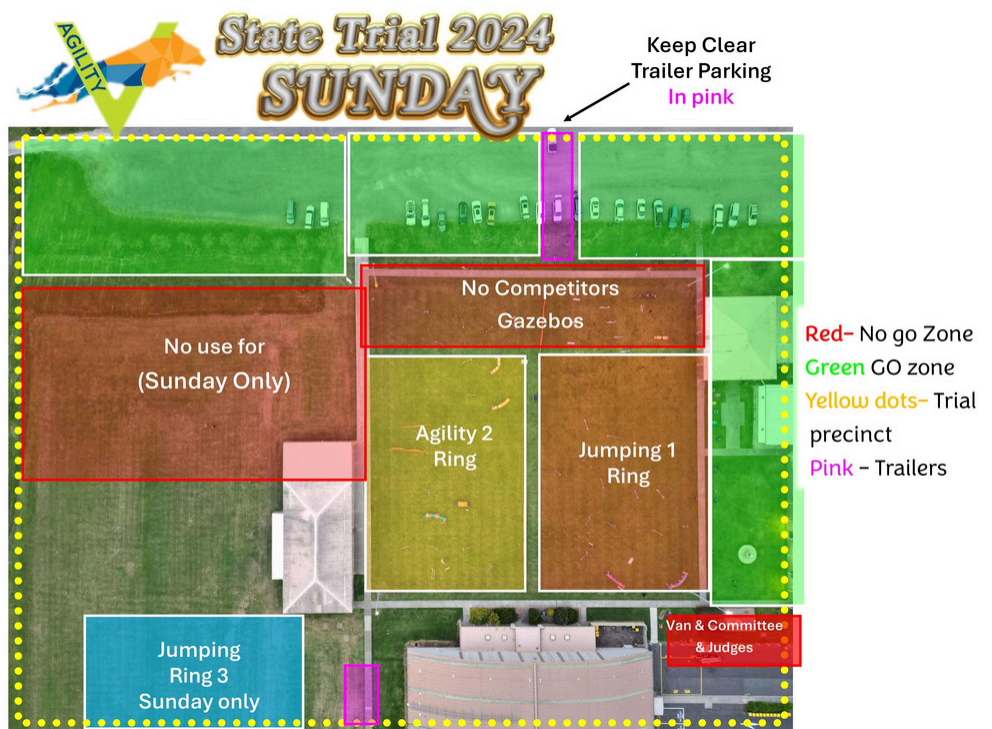 AGILITY
State Trial 2024
SUNDAY
Keep Clear
Trailer Parking
In pink
No Competitors
Gazebos
No use for
(Sunday Only)
Agility 2
Ring
Jumping 1
Ring
Red– No go Zone
Green GO zone
Yellow dots– Trial
precinct
Pink – Trailers
Van & Committee
& Judges
Jumping
Ring 3
Sunday only